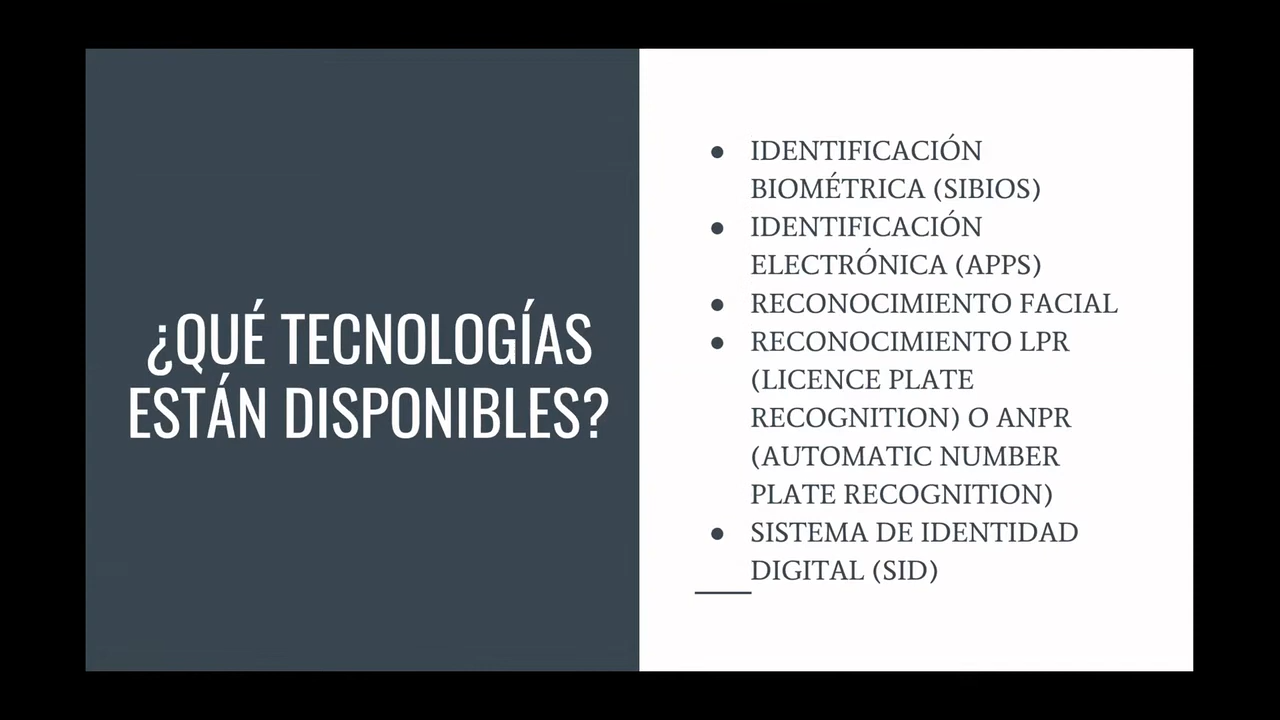 ¿QUÉ TECNOLOGÍAS
ESTÁN DISPONIBLES?
● IDENTIFICACIÓN
BIOMÉTRICA (SIBIOS)
● IDENTIFICACIÓN
ELECTRÓNICA (APPS)
● RECONOCIMIENTO FACIAL
● RECONOCIMIENTO LPR
(LICENCE PLATE
RECOGNITION) O ANPR
(AUTOMATIC NUMBER
PLATE RECOGNITION)
● SISTEMA DE IDENTIDAD
DIGITAL (SID)